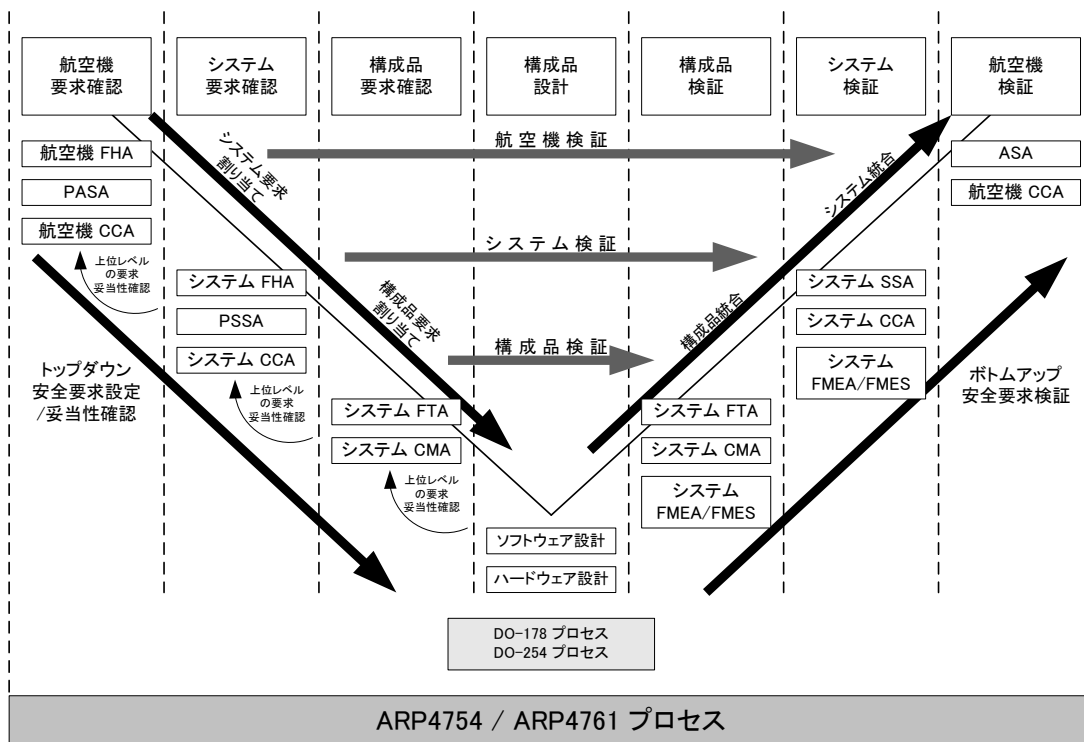 航空機
要求確認
システム
要求確認
構成品
要求確認
構成品
設計
構成品
検証
システム
検証
航空機
検証
航空機 FHA
PASA
航空機 CCA
上位レベル
の要求
妥当性確認
トップダウン
安全要求設定
/妥当性確認
システム FHA
PSSA
システム CCA
上位レベル
の要求
妥当性確認
システム要求
割り当て
構成品要求
割り当て
システム FTA
システム CMA
上位レベル
の要求
妥当性確認
航空機検証
システム検証
構成品検証
ソフトウェア設計
ハードウェア設計
構成品統合
システム統合
システム FTA
システム CMA
システム
FMEA/FMES
システム SSA
システム CCA
システム
FMEA/FMES
ASA
航空機 CCA
ボトムアップ
安全要求検証
DO-178 プロセス
DO-254 プロセス
ARP4754 / ARP4761 プロセス